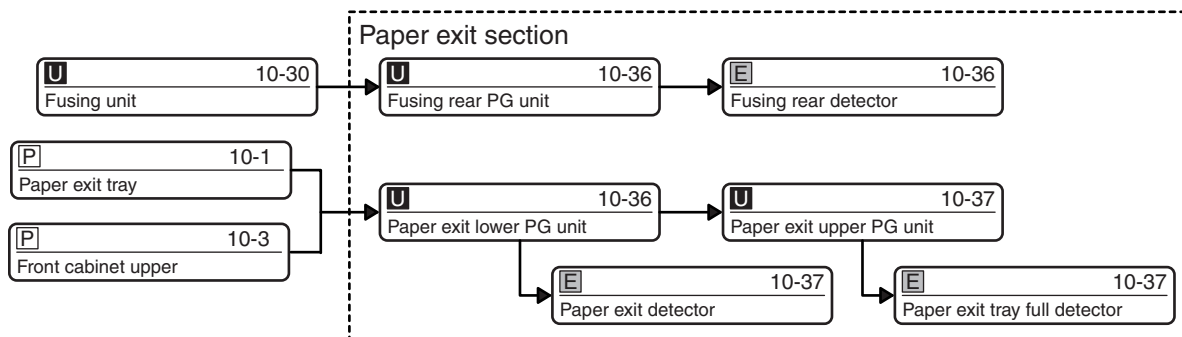 Paper exit section
U 10-30
Fusing unit
U 10-36
Fusing rear PG unit
E 10-36
Fusing rear detector
P 10-1
Paper exit tray
P 10-3
Front cabinet upper
U 10-36
Paper exit lower PG unit
U 10-37
Paper exit upper PG unit
E 10-37
Paper exit detector
E 10-37
Paper exit tray full detector